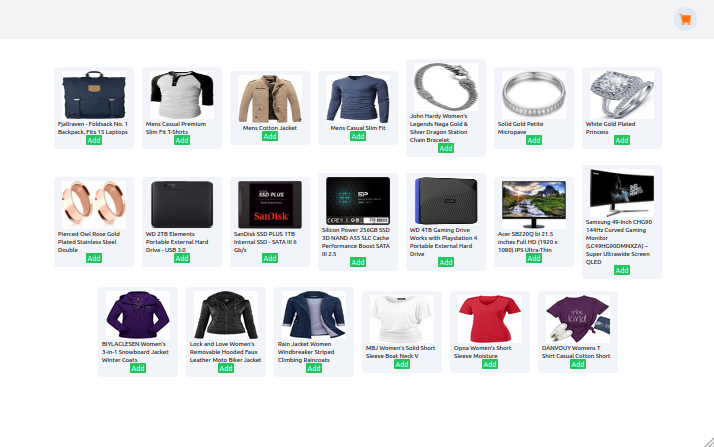 Fjallraven - Foldsack No. 1
Backpack, Fits 15 Laptops
Add
Mens Casual Premium
Slim Fit T-Shirts
Add
Mens Cotton Jacket
Add
Mens Casual Slim Fit
Add
John Hardy Women's
Legends Naga Gold &
Silver Dragon Station
Chain Bracelet
Add
Solid Gold Petite
Micropave
Add
White Gold Plated
Princess
Add
Pierced Owl Rose Gold
Plated Stainless Steel
Double
Add
WD 2TB Elements
Portable External Hard
Drive - USB 3.0
Add
SSD PLUS
SanDisk
SanDisk SSD PLUS 1TB
Internal SSD - SATA III 6
Gb/s
Add
SP
Silicon Power 256GB SSD
3D NAND A55 SLC Cache
Performance Boost SATA
III 2.5
Add
WD 4TB Gaming Drive
Works with Playstation 4
Portable External Hard
Drive
Add
Acer SB220Q bi 21.5
inches Full HD (1920 x
1080) IPS Ultra-Thin
Add
Samsung 49-Inch CHG90
144Hz Curved Gaming
Monitor
(LC49HG90DMNXZA) –
Super Ultrawide Screen
QLED
Add
BIYLACLESEN Women's
3-in-1 Snowboard Jacket
Winter Coats
Add
Lock and Love Women's
Removable Hooded Faux
Leather Moto Biker Jacket
Add
Rain Jacket Women
Windbreaker Striped
Climbing Raincoats
Add
MBJ Women's Solid Short
Sleeve Boat Neck V
Add
Opna Women's Short
Sleeve Moisture
Add
kind
DANVOUY Womens T
Shirt Casual Cotton Short
Add